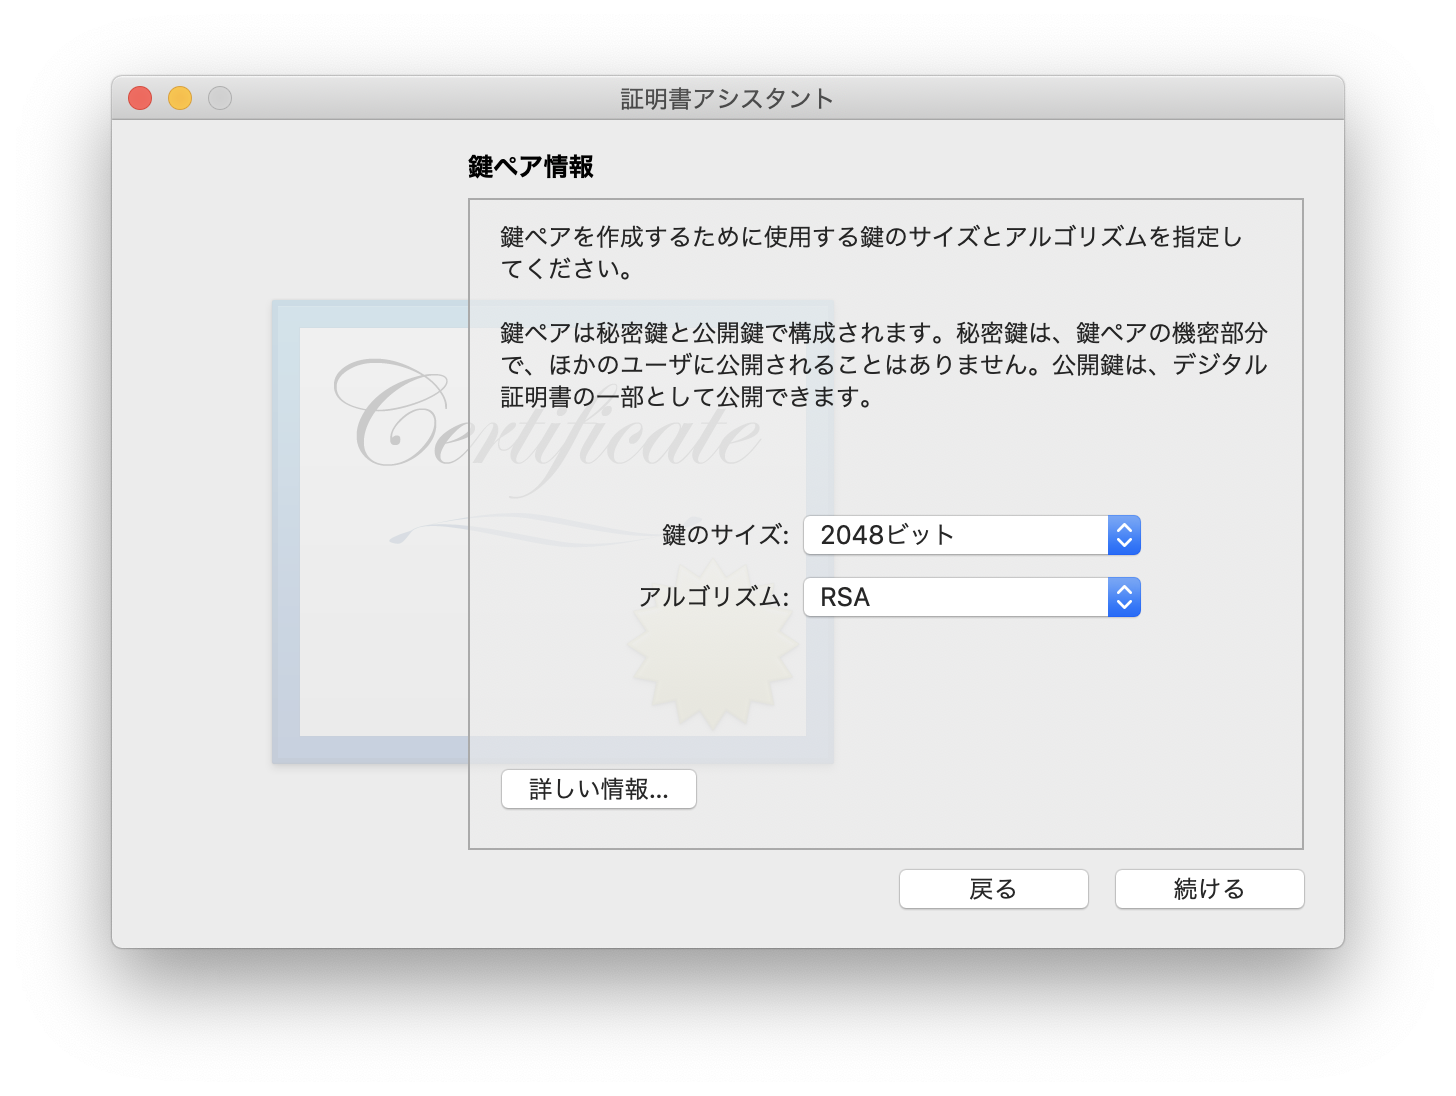 証明書アシスタント
鍵ペア情報
鍵ペアを作成するために使用する鍵のサイズとアルゴリズムを指定し
てください。
鍵ペアは秘密鍵と公開鍵で構成されます。秘密鍵は、鍵ペアの機密部分
で、ほかのユーザに公開されることはありません。公開鍵は、デジタル
証明書の一部として公開できます。
Certificate
鍵のサイズ: 2048ビット
アルゴリズム: RSA
詳しい情報...
戻る 続ける